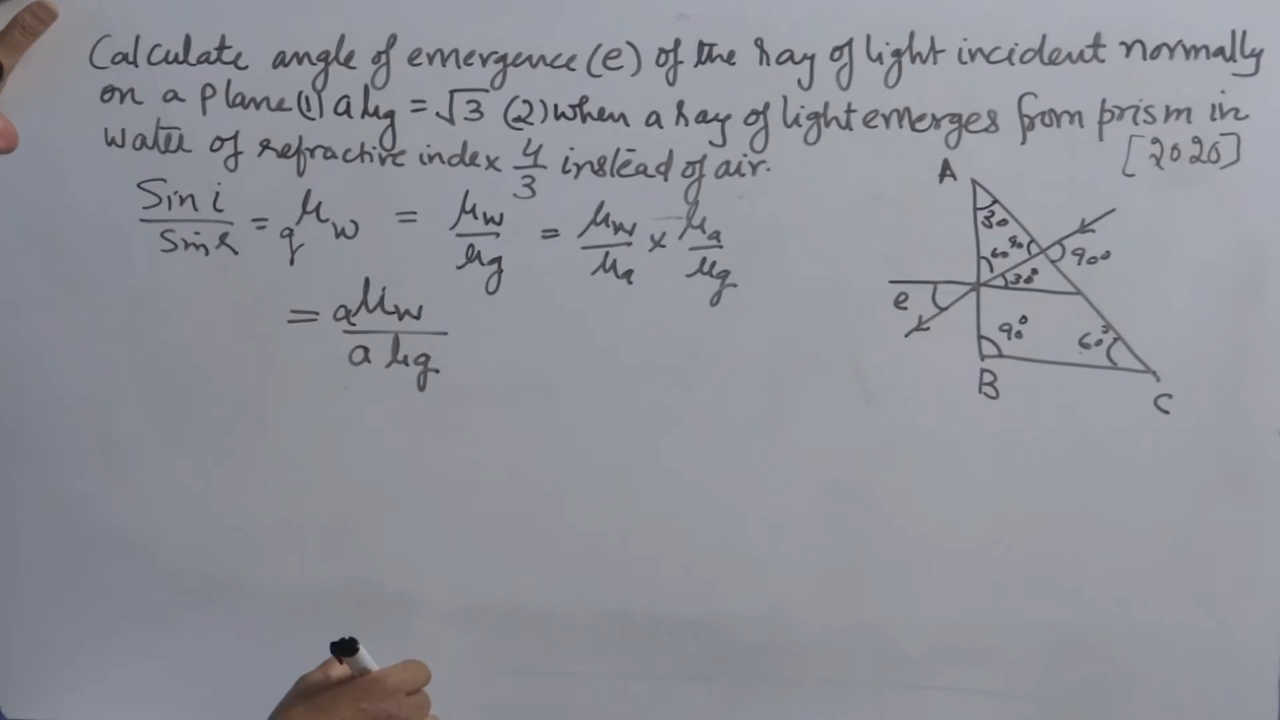 Calculate angle of emergence (e) of the ray of light incident normally
on a plane (1) aμg = √3 (2) when a ray of light emerges from prism in
water of refractive index 4/3 instead of air.
[2020]
Sin i / Sin r = gμw = μw / μg = μw / μa × μa / μg
= aμw / aμg
A
30
90
60°
30°
90°
e
90°
60°
B
C